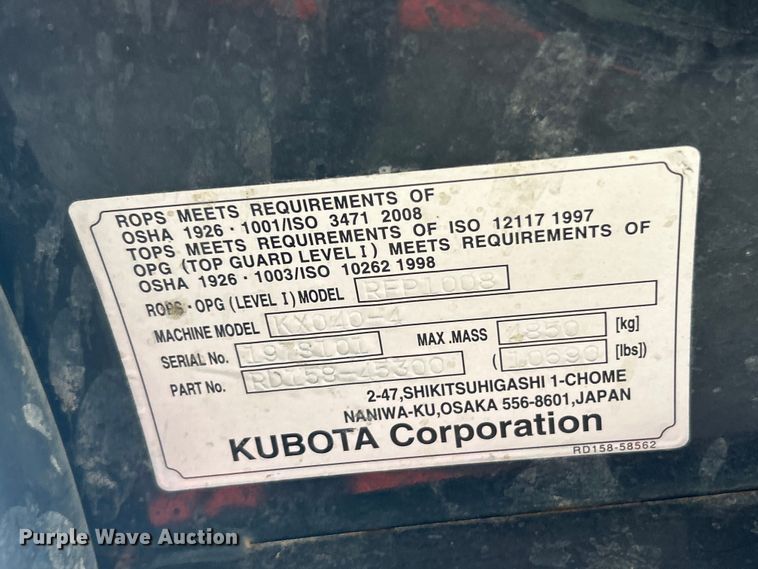 ROPS MEETS REQUIREMENTS OF
OSHA 1926・1001/ISO 3471 2008
TOPS MEETS REQUIREMENTS OF ISO 12117 1997
OPG (TOP GUARD LEVEL I) MEETS REQUIREMENTS OF
OSHA 1926・1003/ISO 10262 1998
ROPS・OPG (LEVEL I) MODEL RFP1008
MACHINE MODEL KX040-4
SERIAL No. MAX.MASS 4850 [kg]
PART No. RD158-45300 (10690 [lbs])
2-47,SHIKITSUHIGASHI 1-CHOME
NANIWA-KU,OSAKA 556-8601,JAPAN
KUBOTA Corporation
RD158-58562
Purple Wave Auction